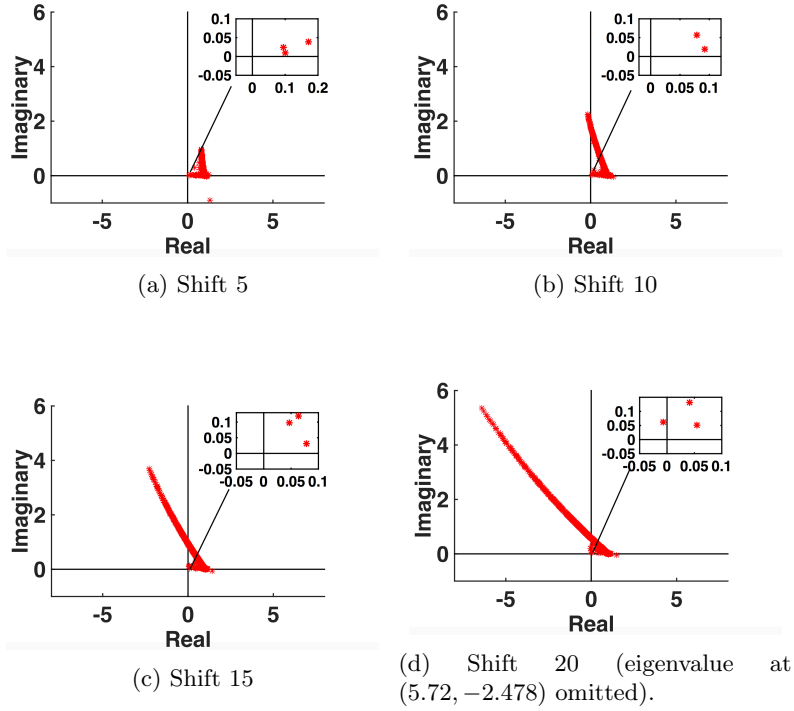 6
4
2
0
Imaginary
0.1
0.05
0
-0.05
0 0.1 0.2
-5 0 5
Real
(a) Shift 5
6
4
2
0
Imaginary
0.1
0.05
0
-0.05
0 0.05 0.1
-5 0 5
Real
(b) Shift 10
6
4
2
0
Imaginary
0.1
0.05
0
-0.05
-0.05 0 0.05 0.1
-5 0 5
Real
(c) Shift 15
6
4
2
0
Imaginary
0.1
0.05
0
-0.05
-0.05 0 0.05 0.1
-5 0 5
Real
(d) Shift 20 (eigenvalue at
(5.72, −2.478) omitted).